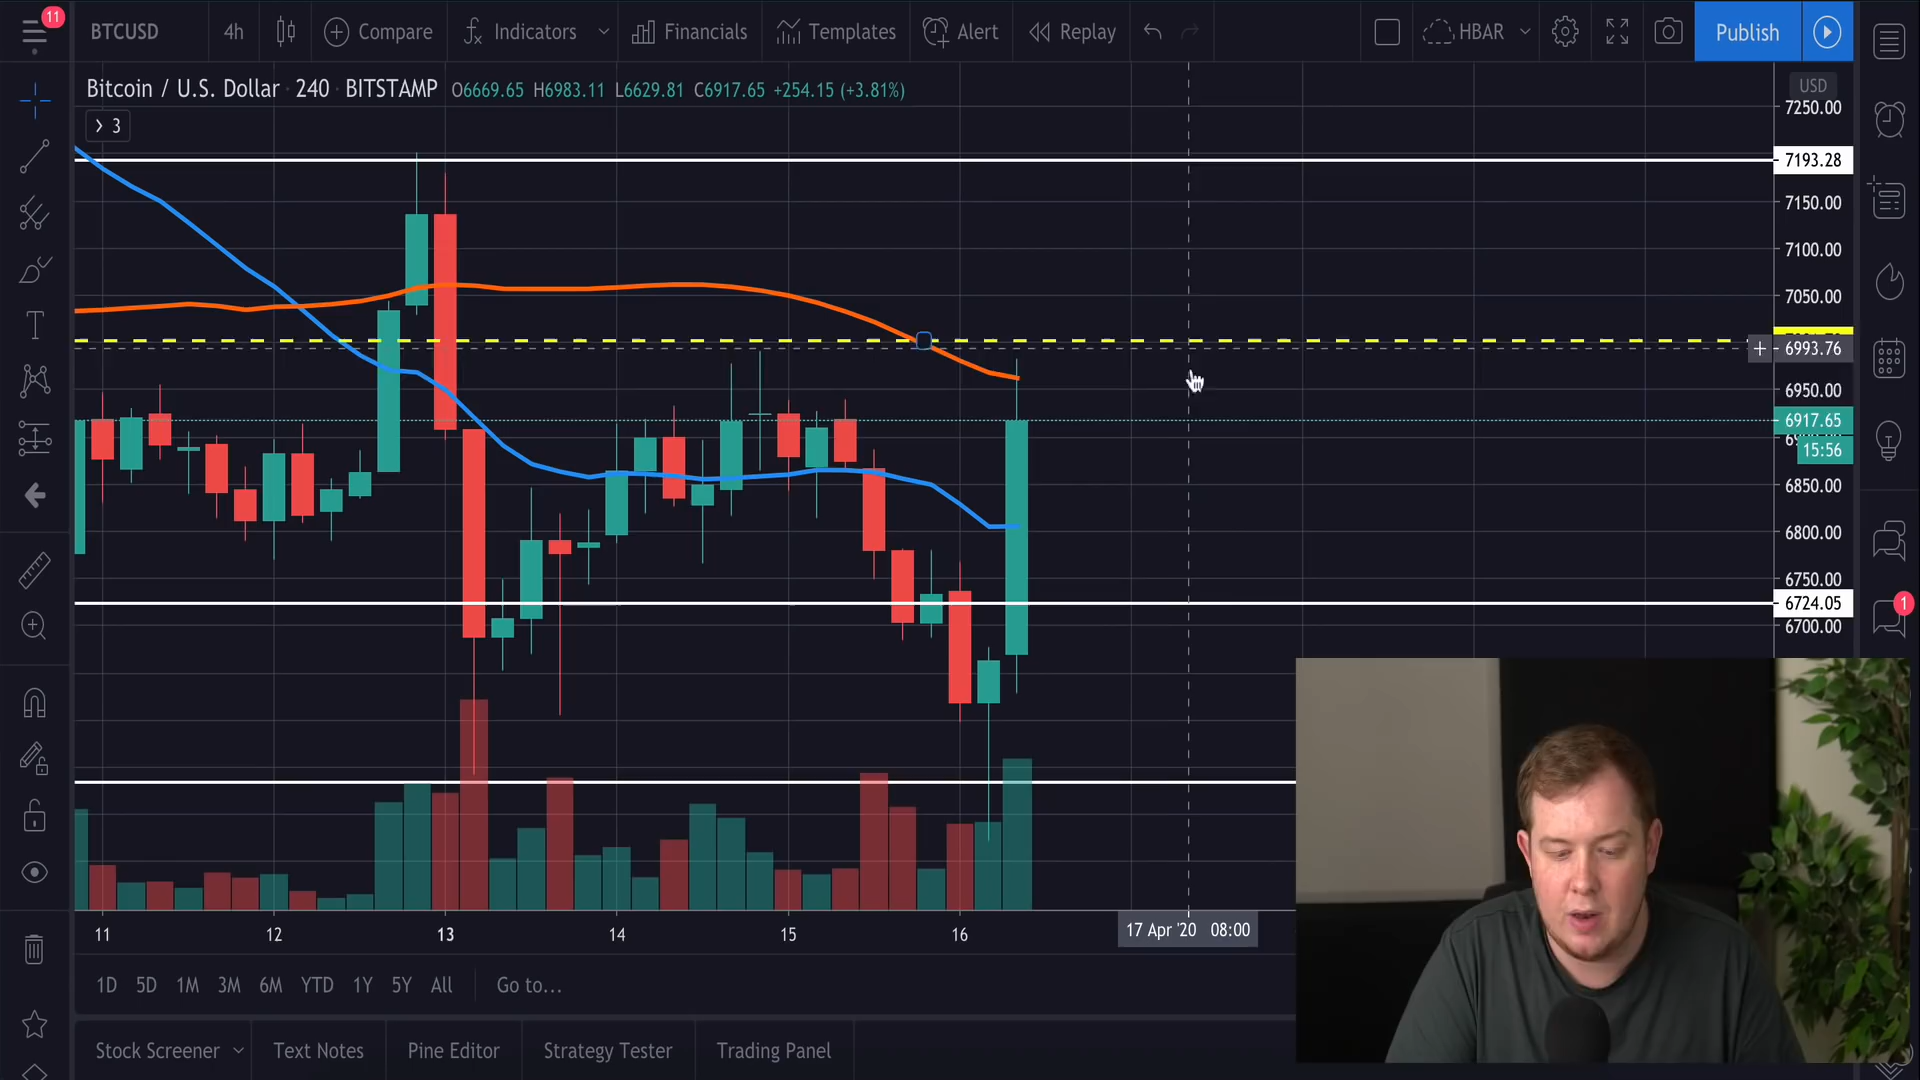 11
BTCUSD 4h Compare Indicators Financials Templates Alert Replay HBAR Publish
Bitcoin / U.S. Dollar · 240 · BITSTAMP O6669.65 H6983.11 L6629.81 C6917.65 +254.15 (+3.81%)
USD
7250.00
3
7193.28
7150.00
7100.00
7050.00
6993.76
6950.00
6917.65
15:56
6850.00
6800.00
6750.00
6724.05
1
6700.00
11 12 13 14 15 16 17 Apr '20 08:00
1D 5D 1M 3M 6M YTD 1Y 5Y All Go to...
Stock Screener Text Notes Pine Editor Strategy Tester Trading Panel